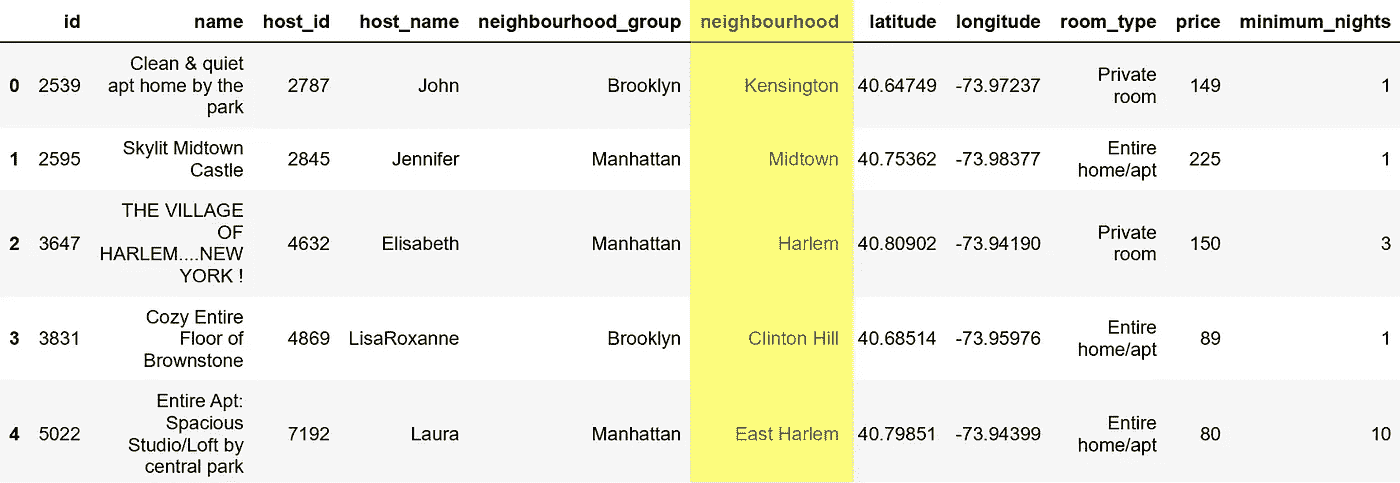 id name host_id host_name neighbourhood_group neighbourhood latitude longitude room_type price minimum_nights
0 2539 Clean & quiet apt home by the park 2787 John Brooklyn Kensington 40.64749 -73.97237 Private room 149 1
1 2595 Skylit Midtown Castle 2845 Jennifer Manhattan Midtown 40.75362 -73.98377 Entire home/apt 225 1
2 3647 THE VILLAGE OF HARLEM....NEW YORK ! 4632 Elisabeth Manhattan Harlem 40.80902 -73.94190 Private room 150 3
3 3831 Cozy Entire Floor of Brownstone 4869 LisaRoxanne Brooklyn Clinton Hill 40.68514 -73.95976 Entire home/apt 89 1
4 5022 Entire Apt: Spacious Studio/Loft by central park 7192 Laura Manhattan East Harlem 40.79851 -73.94399 Entire home/apt 80 10